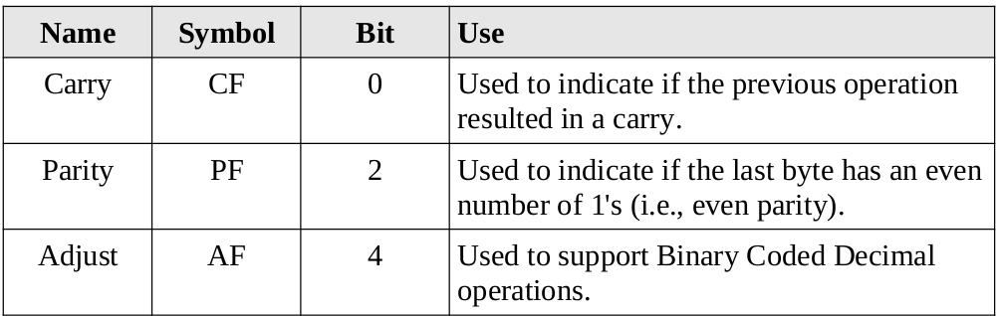 Name Symbol Bit Use
Carry CF 0 Used to indicate if the previous operation
resulted in a carry.
Parity PF 2 Used to indicate if the last byte has an even
number of 1's (i.e., even parity).
Adjust AF 4 Used to support Binary Coded Decimal
operations.